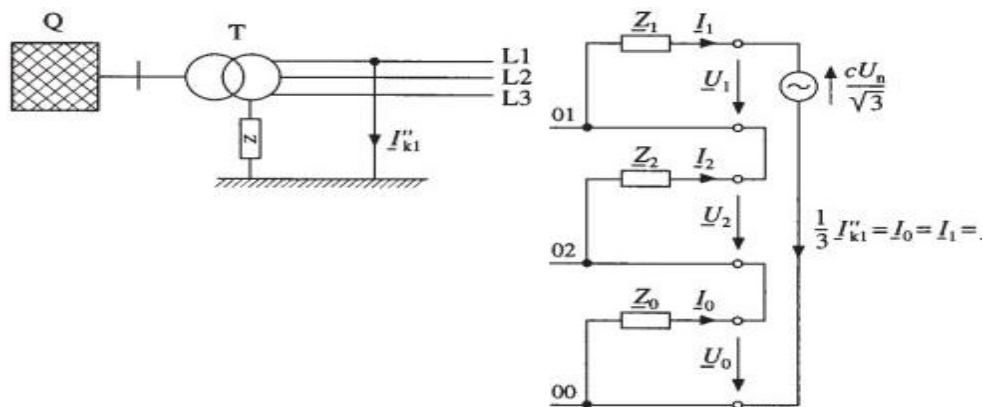 Q
T
L1
L2
L3
Z
I''k1
Z1 I1
U1
cUn
√3
01
Z2 I2
U2
1/3 I''k1 = I0 = I1 =
02
Z0 I0
U0
00